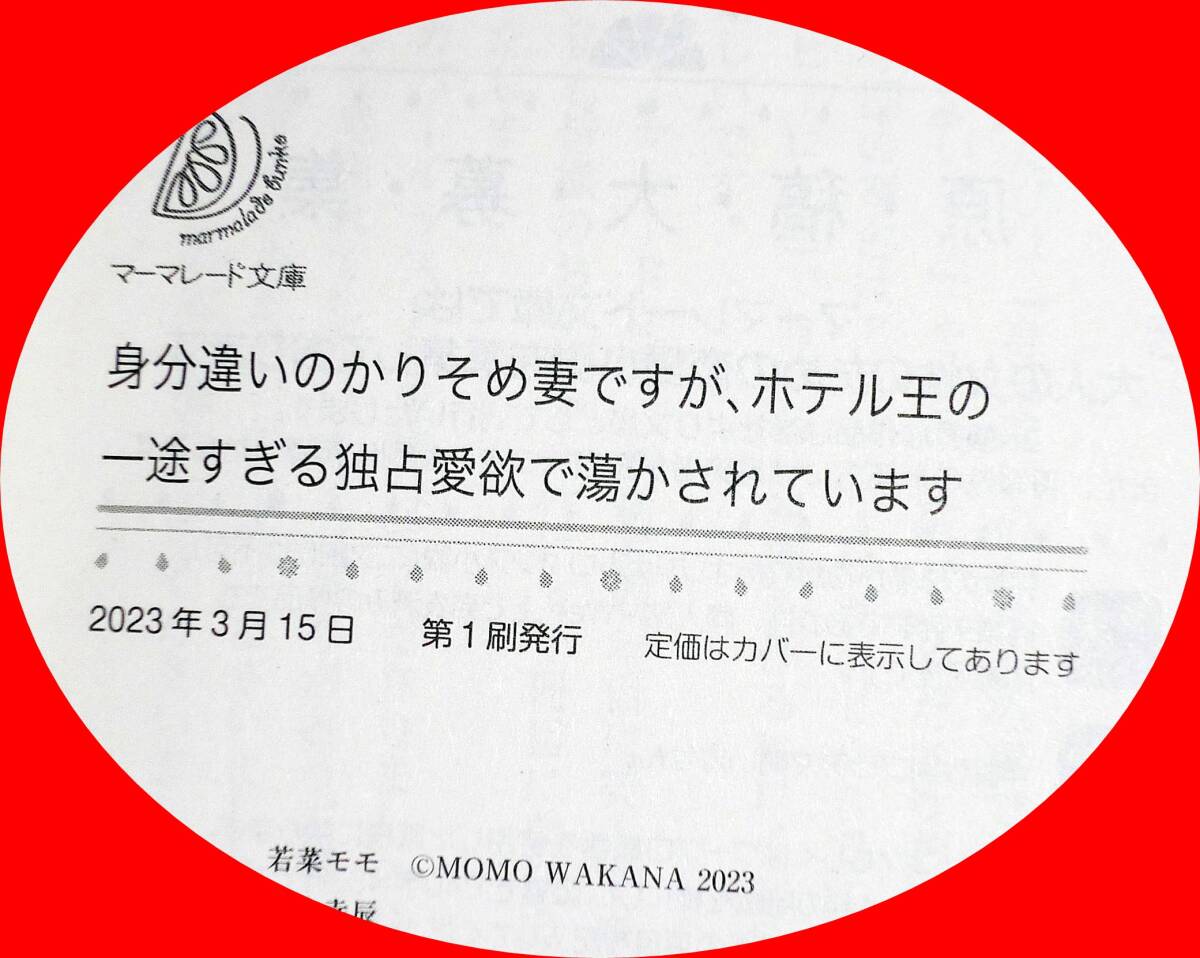 marmalade bunko
マーマレード文庫
身分違いのかりそめ妻ですが、ホテル王の
一途すぎる独占愛欲で蕩かされています
2023年3月15日 第1刷発行 定価はカバーに表示してあります
若菜モモ ©MOMO WAKANA 2023